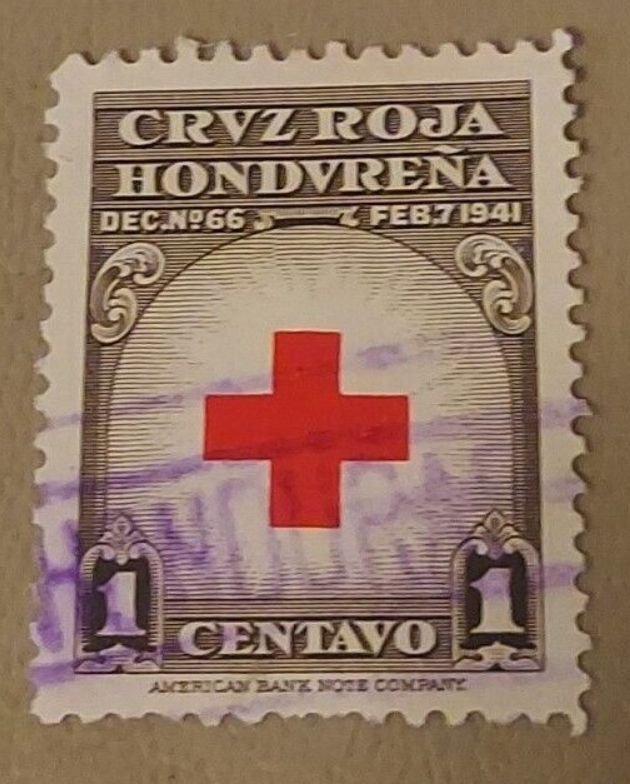 CRVZ ROJA
HONDVREÑA
DEC.Nº66 FEB.7 1941
1 CENTAVO 1
AMERICAN BANK NOTE COMPANY.